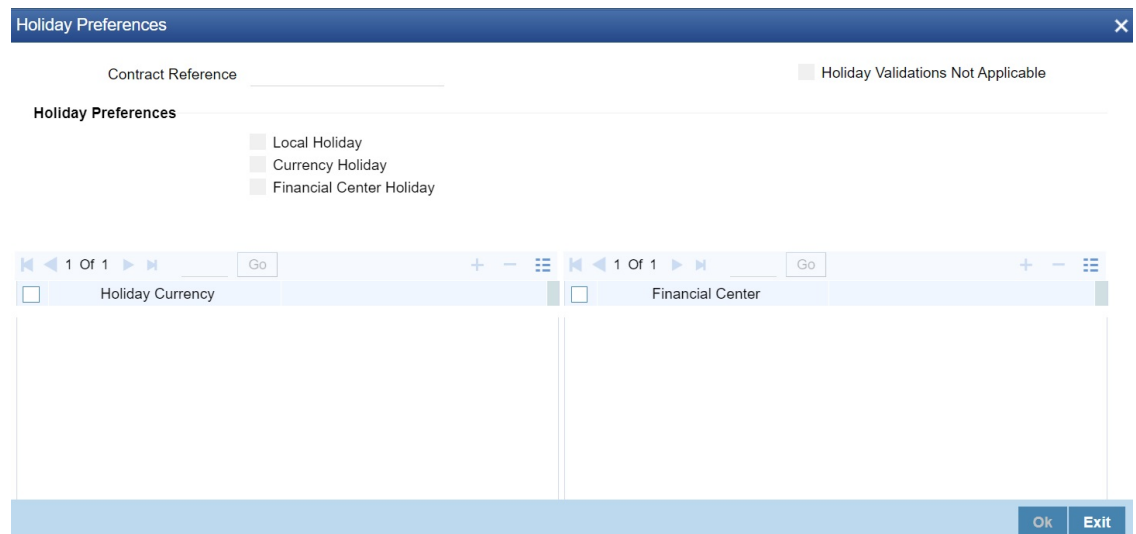 Holiday Preferences
Contract Reference
Holiday Validations Not Applicable
Holiday Preferences
Local Holiday
Currency Holiday
Financial Center Holiday
1 Of 1 Go
1 Of 1 Go
Holiday Currency
Financial Center
Ok Exit